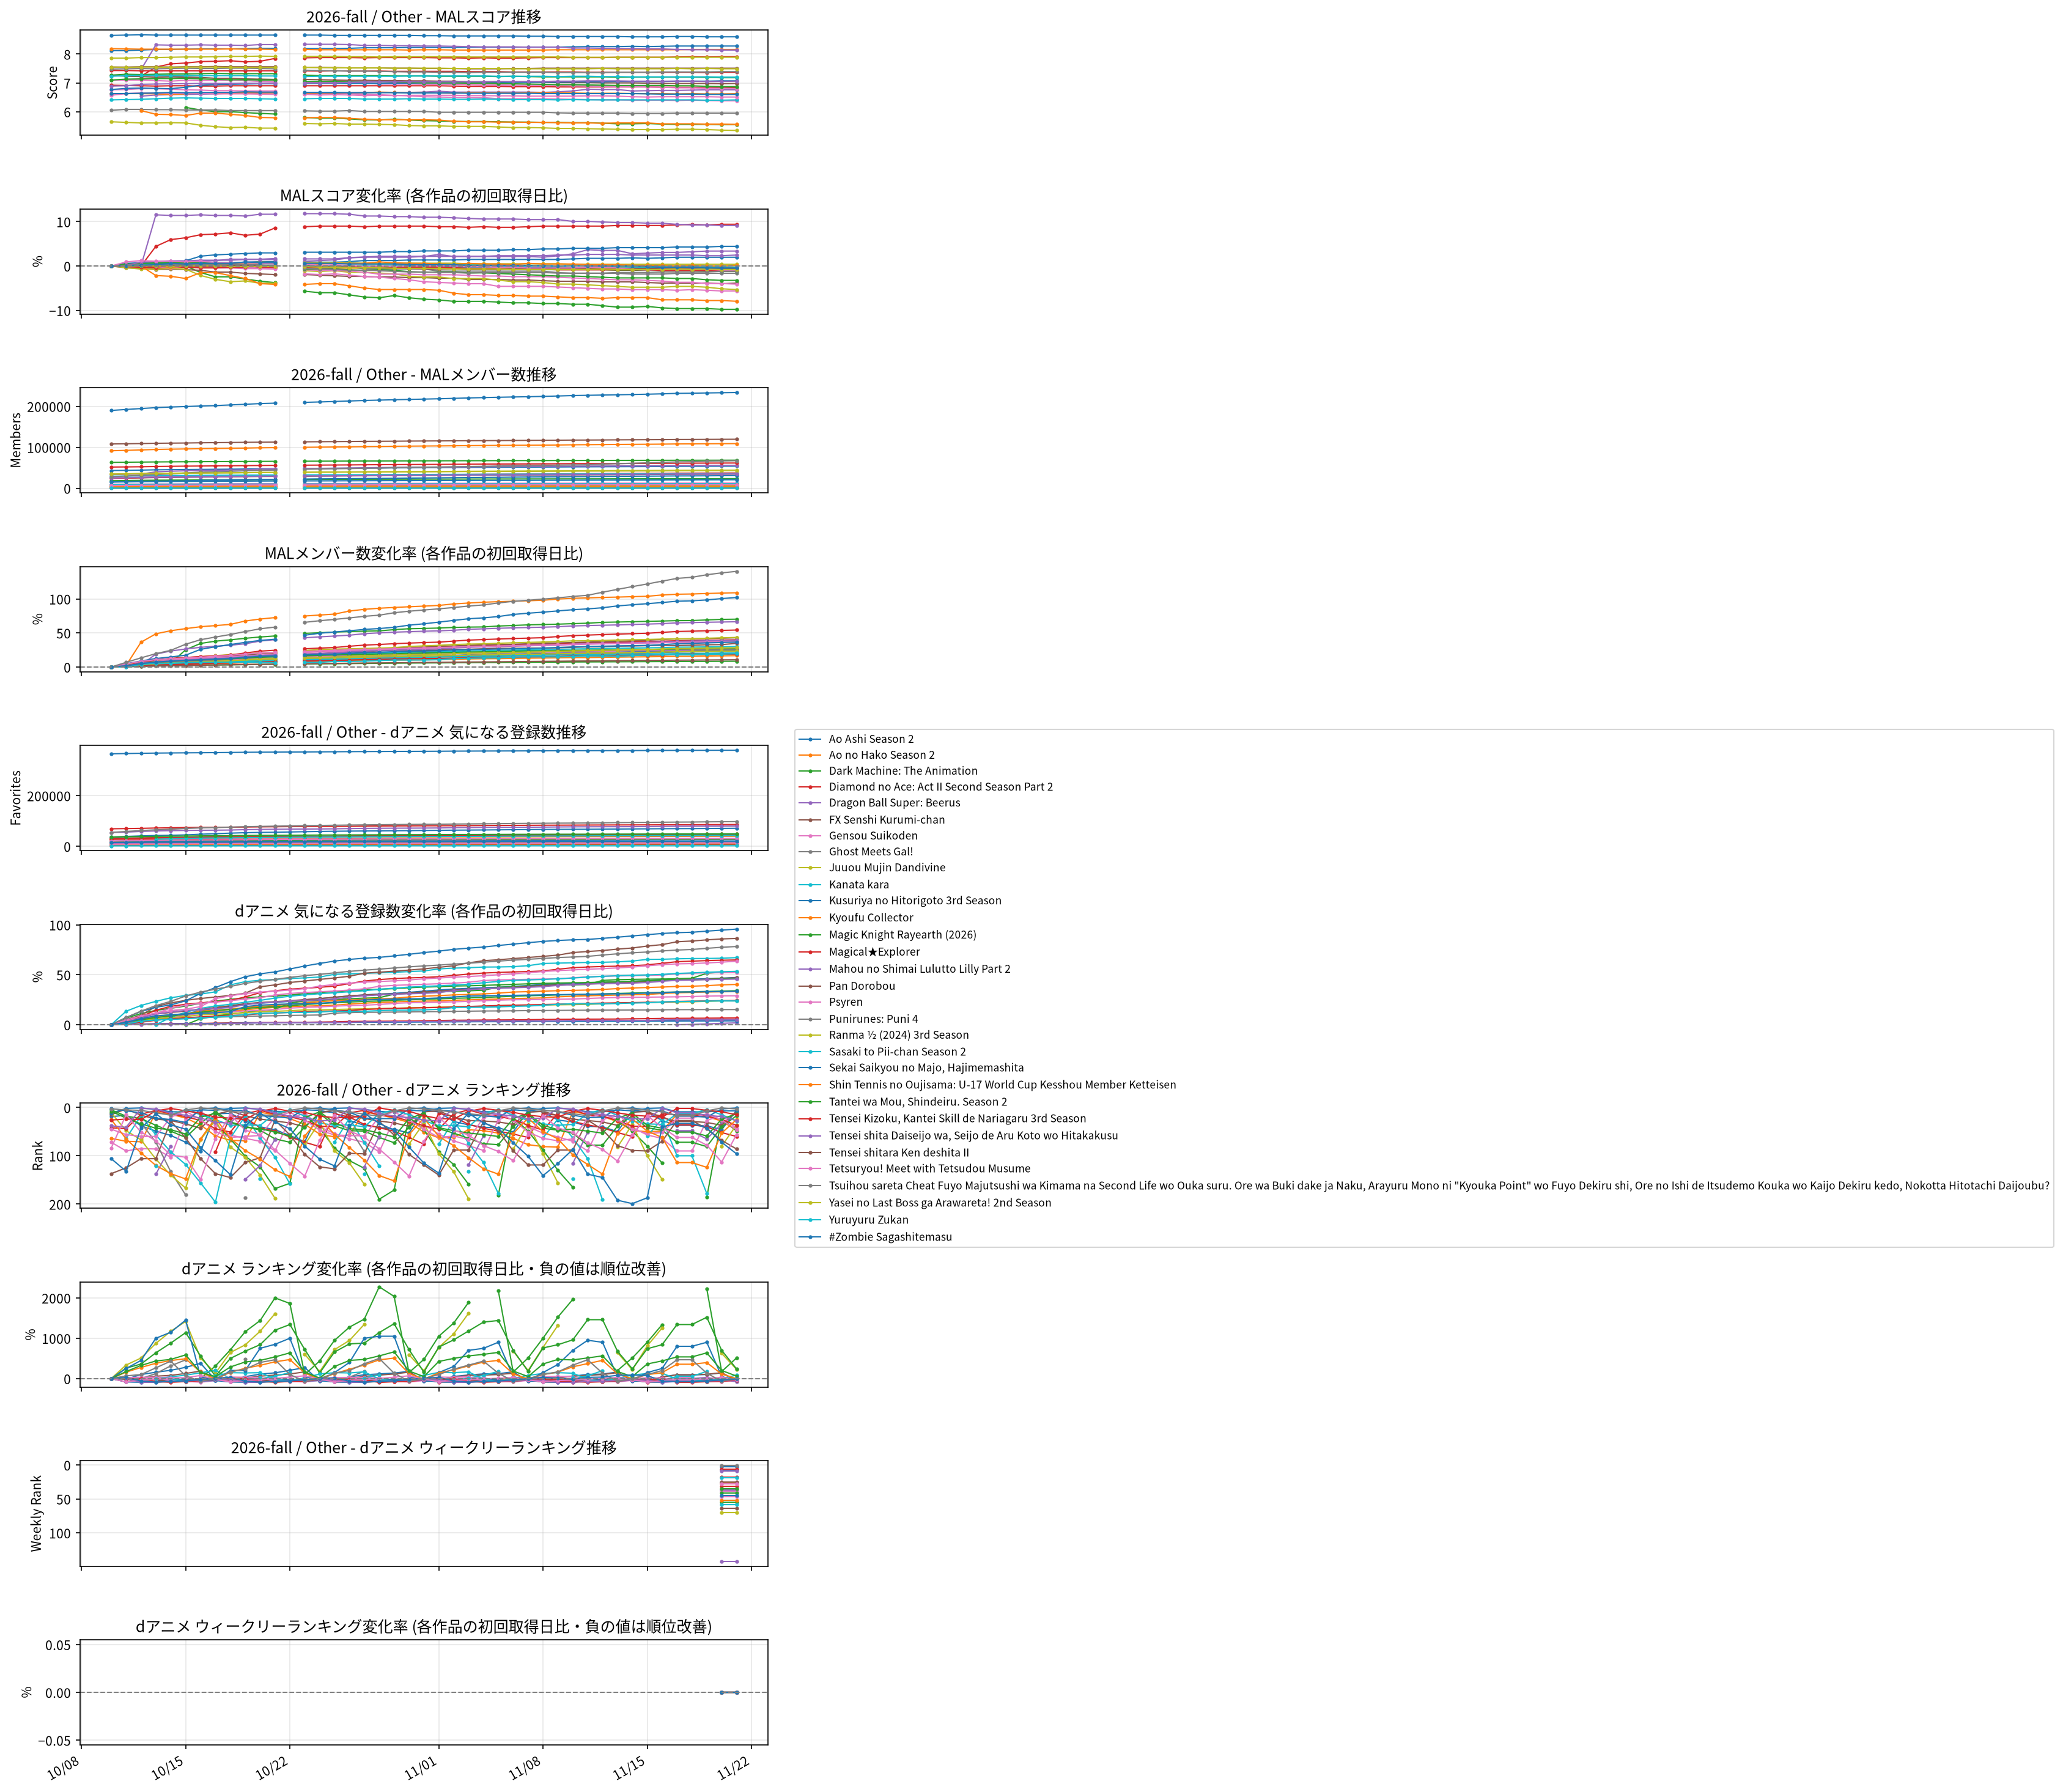 2026-fall / Other - MALスコア推移
Score
8
7
6
MALスコア変化率 (各作品の初回取得日比)
%
10
0
−10
2026-fall / Other - MALメンバー数推移
Members
200000
100000
0
MALメンバー数変化率 (各作品の初回取得日比)
%
100
50
0
2026-fall / Other - dアニメ 気になる登録数推移
Favorites
200000
0
dアニメ 気になる登録数変化率 (各作品の初回取得日比)
%
100
50
0
2026-fall / Other - dアニメ ランキング推移
Rank
0
100
200
dアニメ ランキング変化率 (各作品の初回取得日比・負の値は順位改善)
%
2000
1000
0
2026-fall / Other - dアニメ ウィークリーランキング推移
Weekly Rank
0
50
100
dアニメ ウィークリーランキング変化率 (各作品の初回取得日比・負の値は順位改善)
%
0.05
0.00
−0.05
10/08
10/15
10/22
11/01
11/08
11/15
11/22
Ao Ashi Season 2
Ao no Hako Season 2
Dark Machine: The Animation
Diamond no Ace: Act II Second Season Part 2
Dragon Ball Super: Beerus
FX Senshi Kurumi-chan
Gensou Suikoden
Ghost Meets Gal!
Juuou Mujin Dandivine
Kanata kara
Kusuriya no Hitorigoto 3rd Season
Kyoufu Collector
Magic Knight Rayearth (2026)
Magical★Explorer
Mahou no Shimai Lulutto Lilly Part 2
Pan Dorobou
Psyren
Punirunes: Puni 4
Ranma ½ (2024) 3rd Season
Sasaki to Pii-chan Season 2
Sekai Saikyou no Majo, Hajimemashita
Shin Tennis no Oujisama: U-17 World Cup Kesshou Member Ketteisen
Tantei wa Mou, Shindeiru. Season 2
Tensei Kizoku, Kantei Skill de Nariagaru 3rd Season
Tensei shita Daiseijo wa, Seijo de Aru Koto wo Hitakakusu
Tensei shitara Ken deshita II
Tetsuryou! Meet with Tetsudou Musume
Tsuihou sareta Cheat Fuyo Majutsushi wa Kimama na Second Life wo Ouka suru. Ore wa Buki dake ja Naku, Arayuru Mono ni "Kyouka Point" wo Fuyo Dekiru shi, Ore no Ishi de Itsudemo Kouka wo Kaijo Dekiru kedo, Nokotta Hitotachi Daijoubu?
Yasei no Last Boss ga Arawareta! 2nd Season
Yuruyuru Zukan
#Zombie Sagashitemasu